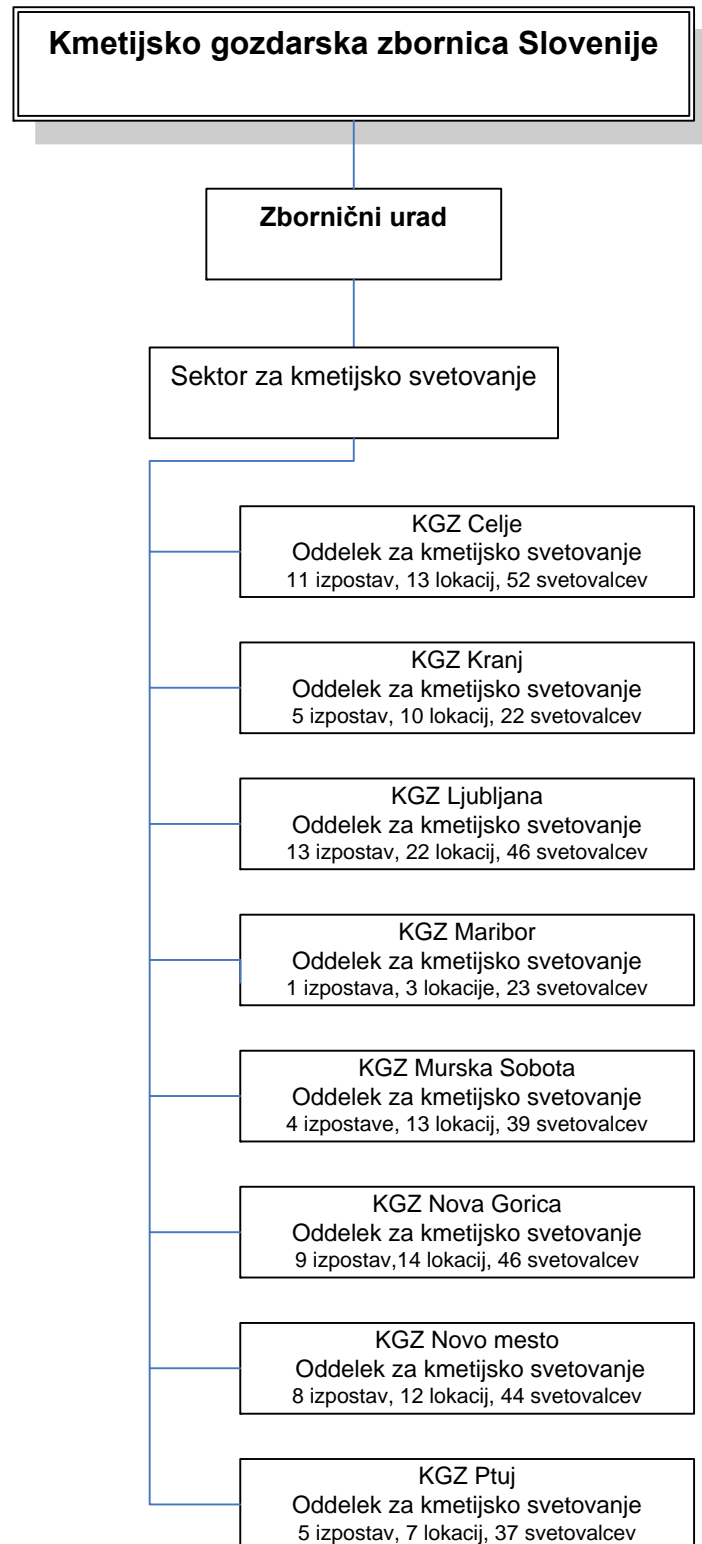 Kmetijsko gozdarska zbornica Slovenije
Zbornični urad
Sektor za kmetijsko svetovanje
KGZ Celje
Oddelek za kmetijsko svetovanje
11 izpostav, 13 lokacij, 52 svetovalcev
KGZ Kranj
Oddelek za kmetijsko svetovanje
5 izpostav, 10 lokacij, 22 svetovalcev
KGZ Ljubljana
Oddelek za kmetijsko svetovanje
13 izpostav, 22 lokacij, 46 svetovalcev
KGZ Maribor
Oddelek za kmetijsko svetovanje
1 izpostava, 3 lokacije, 23 svetovalcev
KGZ Murska Sobota
Oddelek za kmetijsko svetovanje
4 izpostave, 13 lokacij, 39 svetovalcev
KGZ Nova Gorica
Oddelek za kmetijsko svetovanje
9 izpostav,14 lokacij, 46 svetovalcev
KGZ Novo mesto
Oddelek za kmetijsko svetovanje
8 izpostav, 12 lokacij, 44 svetovalcev
KGZ Ptuj
Oddelek za kmetijsko svetovanje
5 izpostav, 7 lokacij, 37 svetovalcev